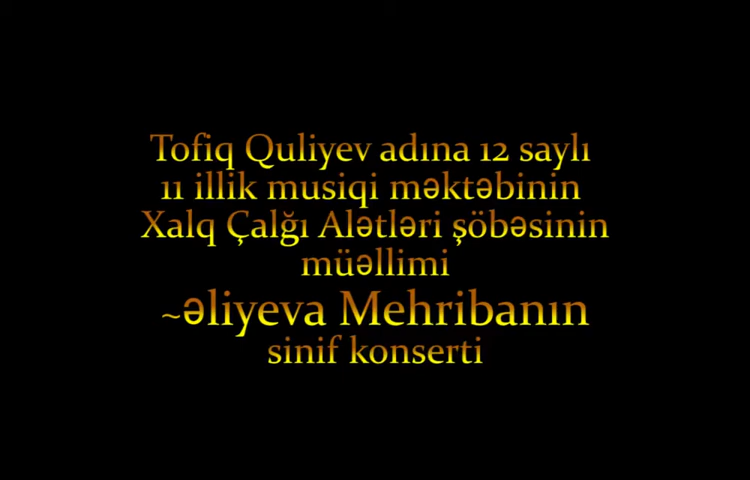 Tofiq Quliyev adına 12 saylı
11 illik musiqi məktəbinin
Xalq Çalğı Alətləri şöbəsinin
müəllimi
~əliyeva Mehribanın
sinif konserti